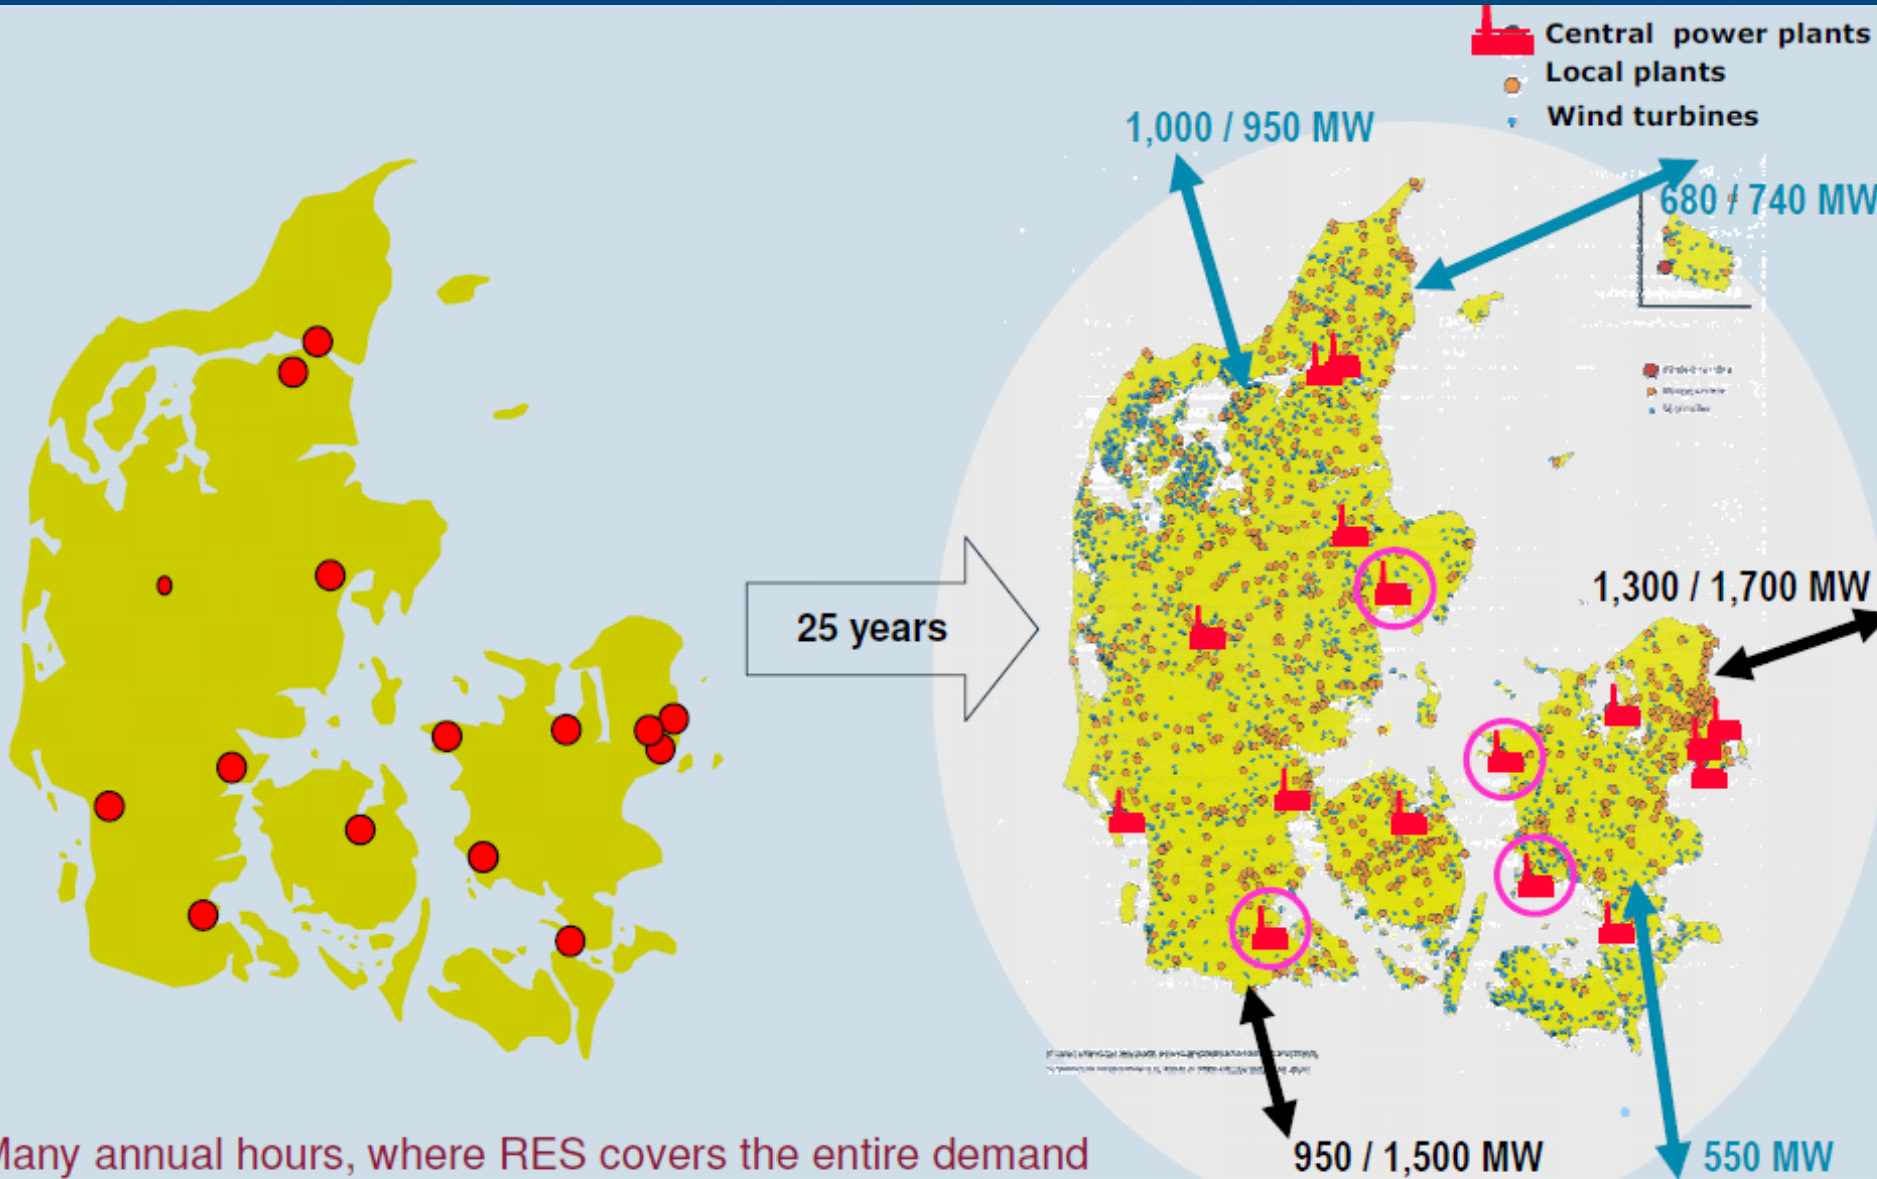 Central power plants
Local plants
Wind turbines
1,000 / 950 MW
680 / 740 MW
1,300 / 1,700 MW
25 years
950 / 1,500 MW
550 MW
Many annual hours, where RES covers the entire demand